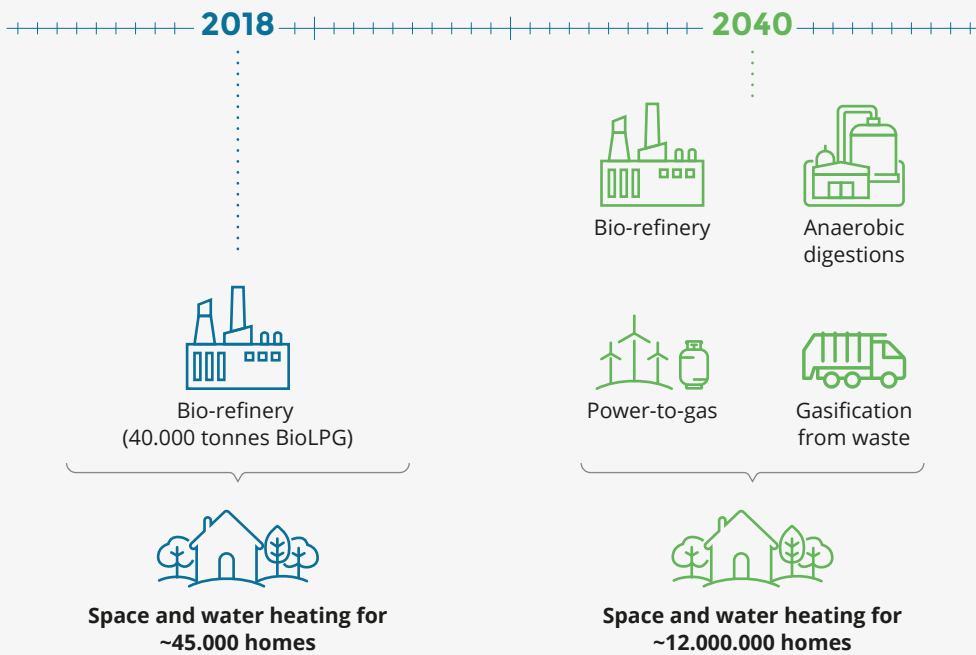 2018
2040
Bio-refinery
(40.000 tonnes BioLPG)
Space and water heating for
~45.000 homes
Bio-refinery
Anaerobic
digestions
Power-to-gas
Gasification
from waste
Space and water heating for
~12.000.000 homes